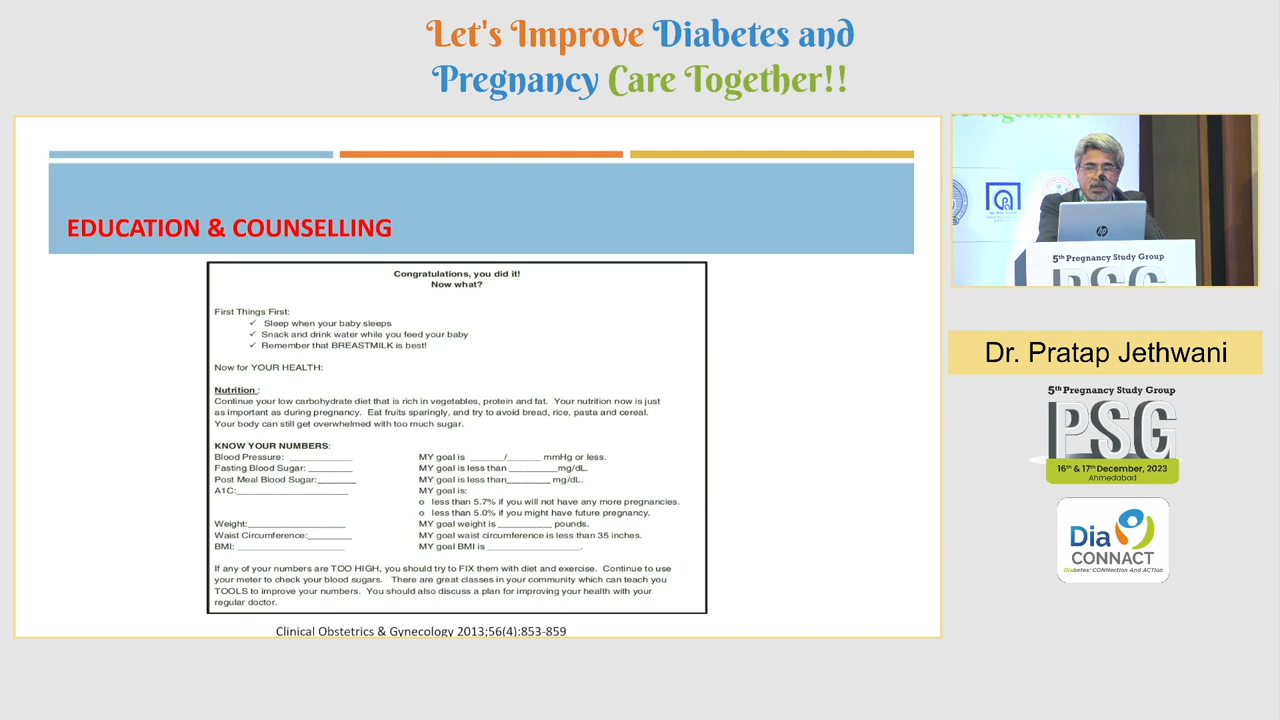 Let's Improve Diabetes and
Pregnancy Care Together!!
EDUCATION & COUNSELLING
Congratulations, you did it!
Now what?
First Things First:
✓ Sleep when your baby sleeps
✓ Snack and drink water while you feed your baby
✓ Remember that BREASTMILK is best!
Now for YOUR HEALTH:
Nutrition :
Continue your low carbohydrate diet that is rich in vegetables, protein and fat. Your nutrition now is just
as important as during pregnancy. Eat fruits sparingly, and try to avoid bread, rice, pasta and cereal.
Your body can still get overwhelmed with too much sugar.
KNOW YOUR NUMBERS:
Blood Pressure: ____________ MY goal is ______/______ mmHg or less.
Fasting Blood Sugar: ________ MY goal is less than _________mg/dL.
Post Meal Blood Sugar:_______ MY goal is less than________ mg/dL.
A1C:____________________ MY goal is:
o less than 5.7% if you will not have any more pregnancies.
o less than 5.0% if you might have future pregnancy.
Weight:__________________ MY goal weight is _________ pounds.
Waist Circumference:________ MY goal waist circumference is less than 35 inches.
BMI: ____________________ MY goal BMI is _________________.
If any of your numbers are TOO HIGH, you should try to FIX them with diet and exercise. Continue to use
your meter to check your blood sugars. There are great classes in your community which can teach you
TOOLS to improve your numbers. You should also discuss a plan for improving your health with your
regular doctor.
Clinical Obstetrics & Gynecology 2013;56(4):853-859
hp
5th Pregnancy Study Group
PSG
Dr. Pratap Jethwani
5th Pregnancy Study Group
PSG
16th & 17th December, 2023
Ahmedabad
Dia
CONNACT
Diabetes: CONNection And ACTion